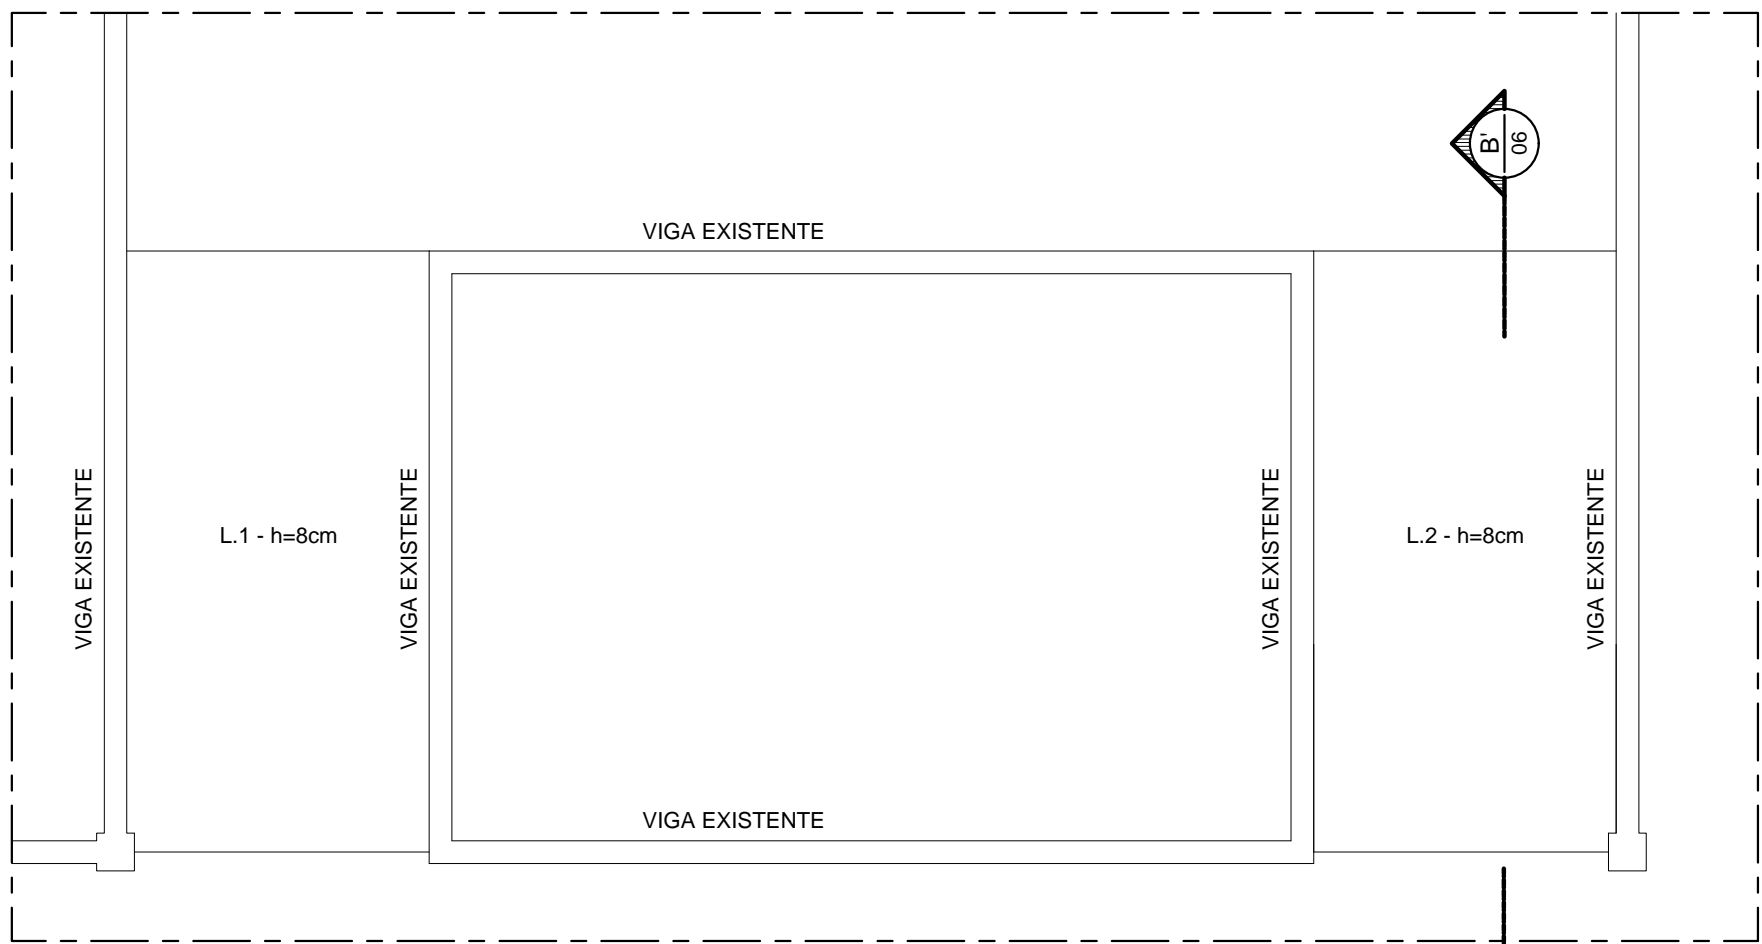 B'
06
VIGA EXISTENTE
VIGA EXISTENTE
L.1 - h=8cm
VIGA EXISTENTE
VIGA EXISTENTE
L.2 - h=8cm
VIGA EXISTENTE
VIGA EXISTENTE